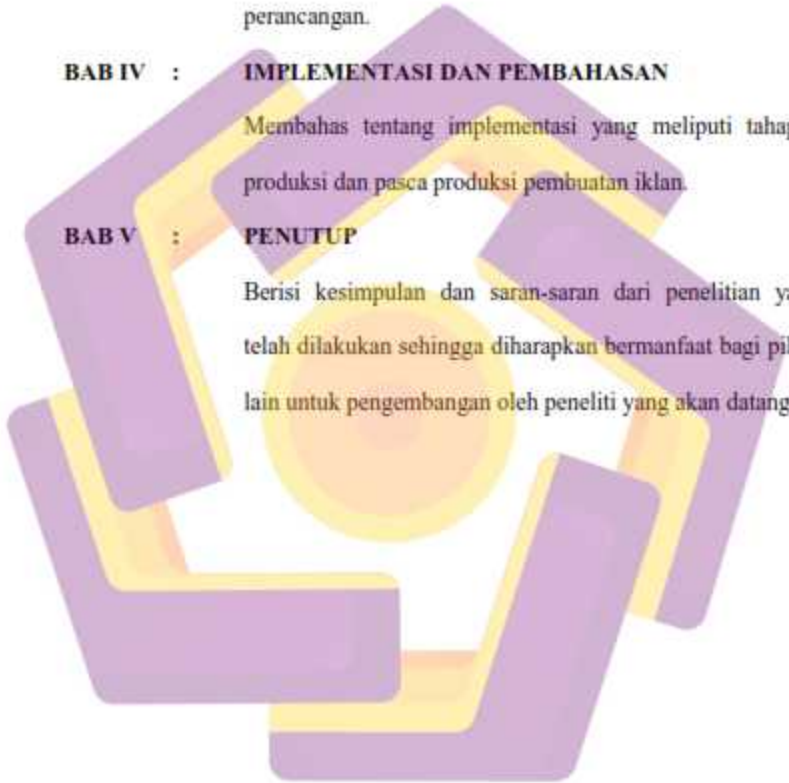 perancangan.
BAB IV : IMPLEMENTASI DAN PEMBAHASAN
Membahas tentang implementasi yang meliputi tahap
produksi dan pasca produksi pembuatan iklan.
BAB V : PENUTUP
Berisi kesimpulan dan saran-saran dari penelitian
telah dilakukan sehingga diharapkan bermanfaat bagi
lain untuk pengembangan oleh peneliti yang akan datang